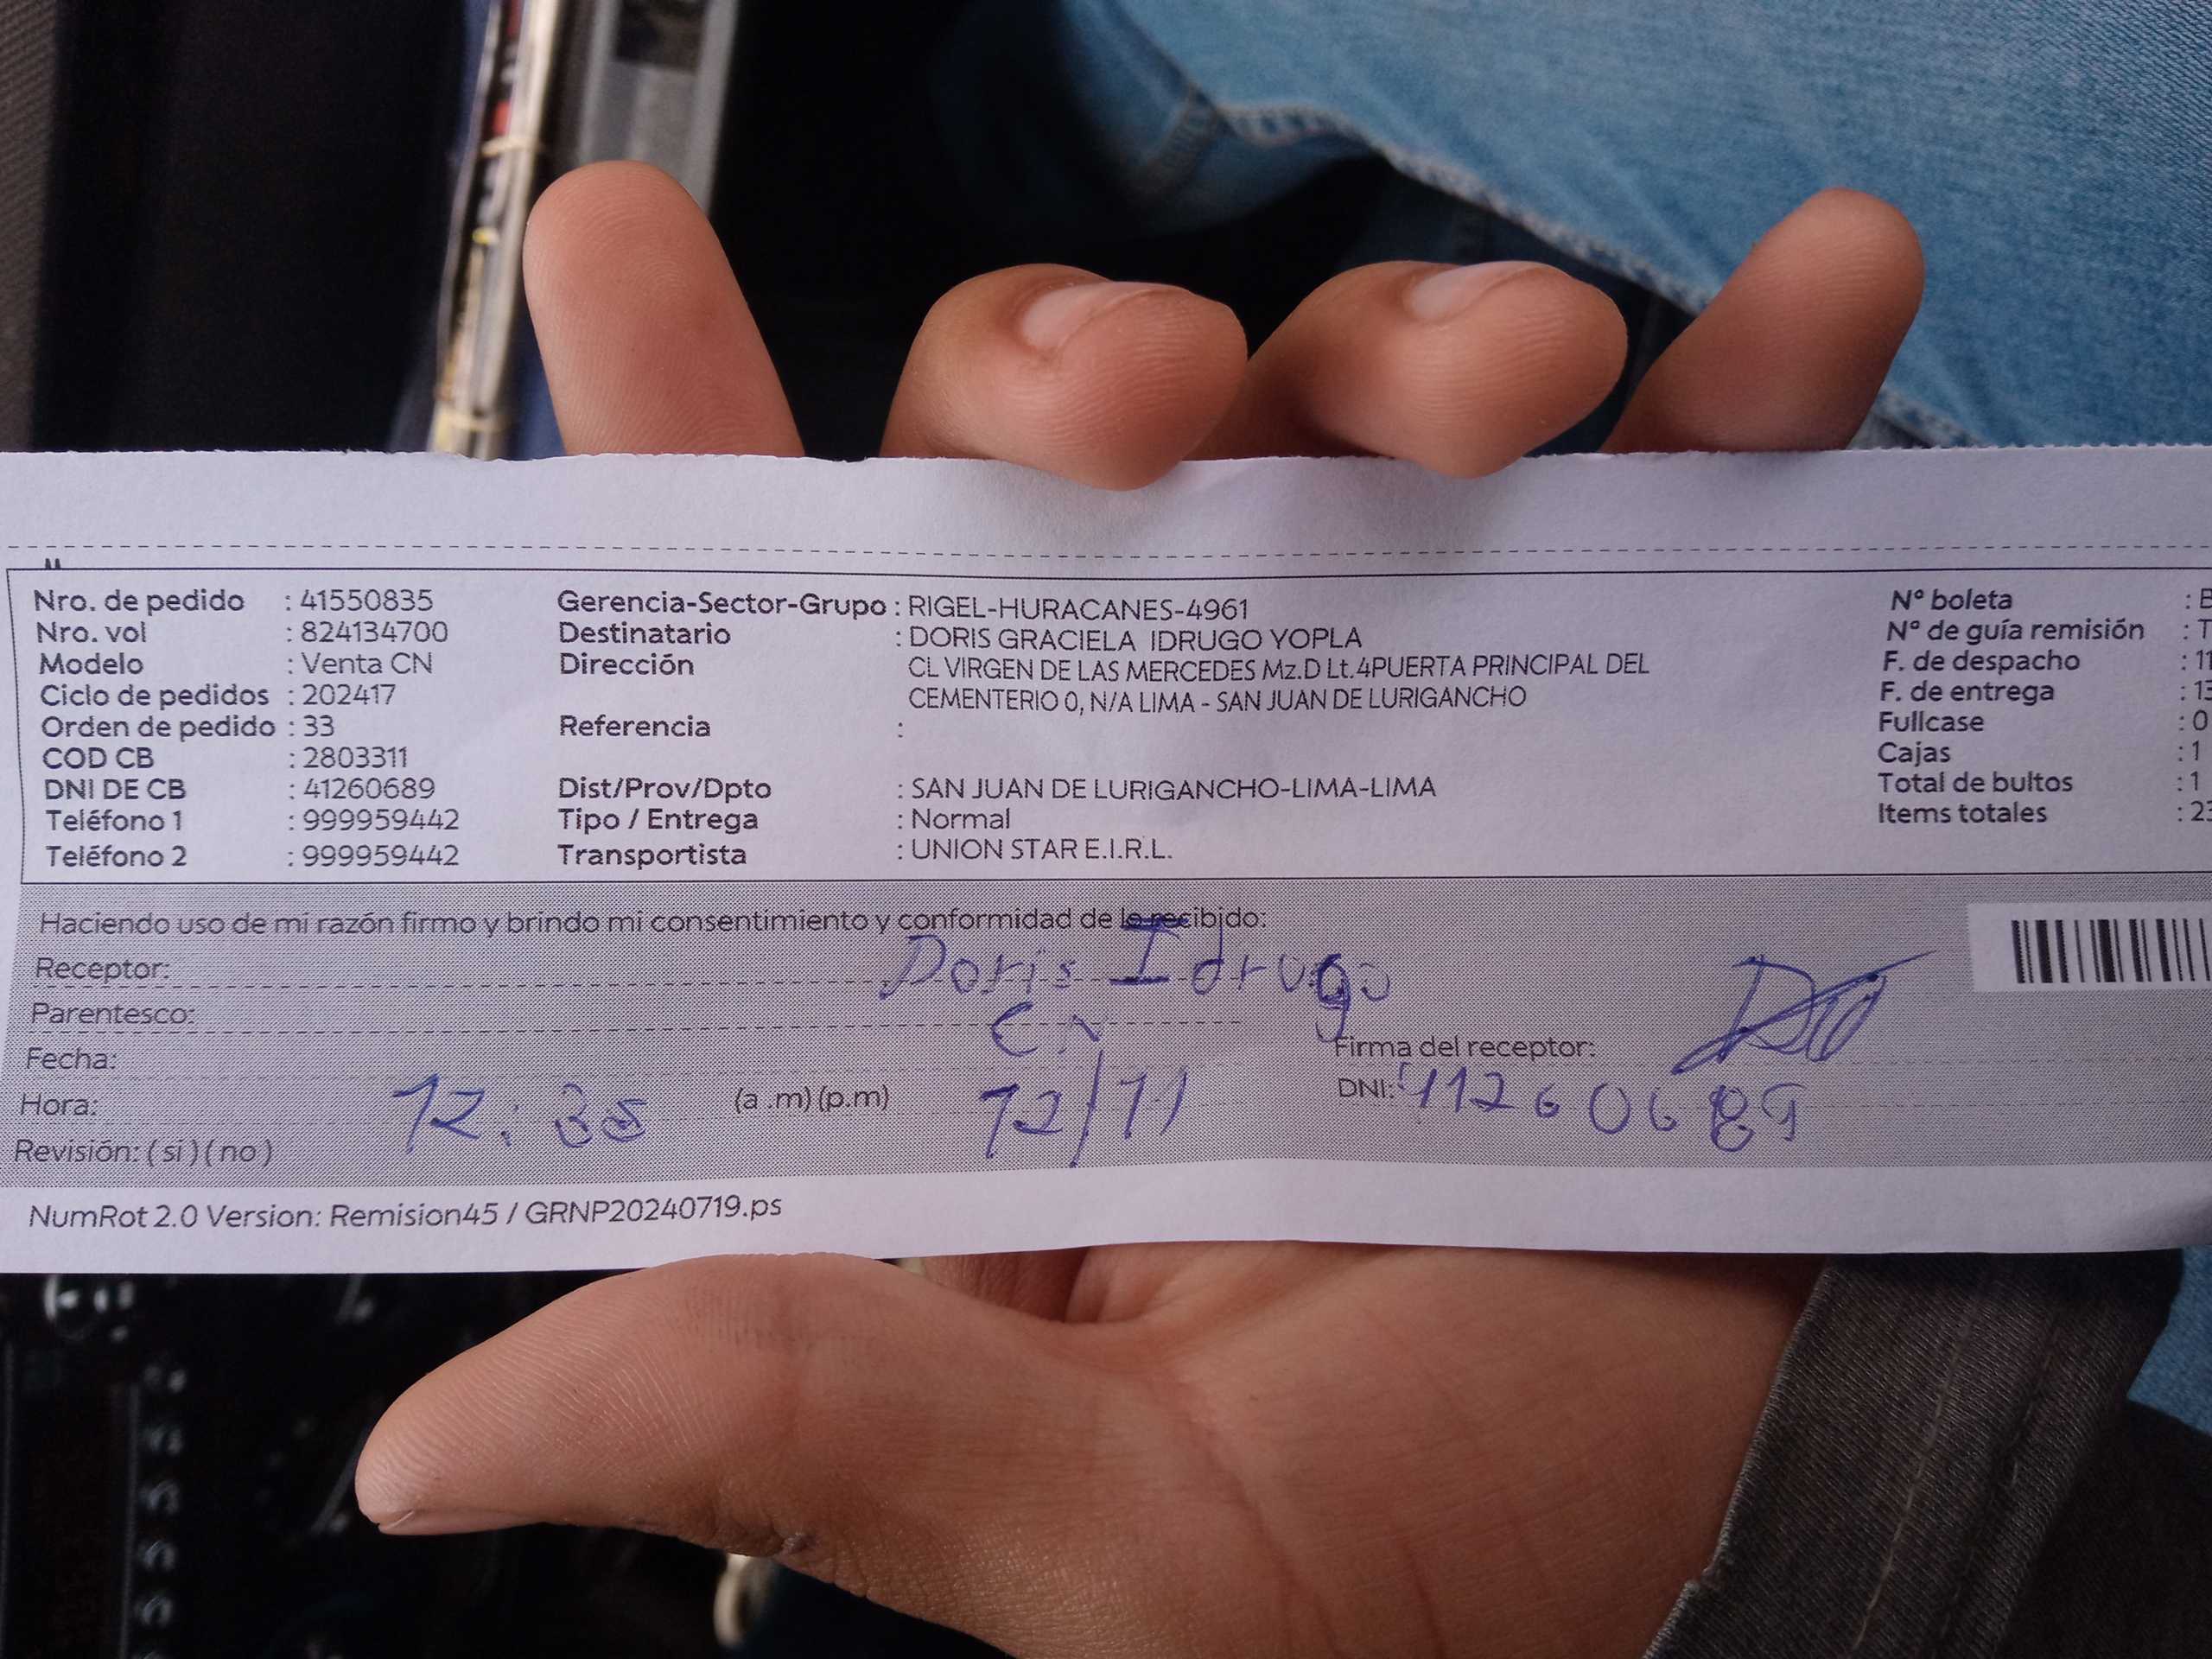 Nro. de pedido : 41550835 Gerencia-Sector-Grupo : RIGEL-HURACANES-4961 N° boleta : B
Nro. vol : 824134700 Destinatario : DORIS GRACIELA IDRUGO YOPLA N° de guía remisión : T
Modelo : Venta CN Dirección CL VIRGEN DE LAS MERCEDES Mz.D Lt.4PUERTA PRINCIPAL DEL F. de despacho : 11
Ciclo de pedidos : 202417 CEMENTERIO 0, N/A LIMA - SAN JUAN DE LURIGANCHO F. de entrega : 13
Orden de pedido : 33 Referencia : Fullcase : 0
COD CB : 2803311 Cajas : 1
DNI DE CB : 41260689 Dist/Prov/Dpto : SAN JUAN DE LURIGANCHO-LIMA-LIMA Total de bultos : 1
Teléfono 1 : 999959442 Tipo / Entrega : Normal Items totales : 23
Teléfono 2 : 999959442 Transportista : UNION STAR E.I.R.L.
Haciendo uso de mi razón firmo y brindo mi consentimiento y conformidad de lo recibido:
Receptor: Doris Idrugo
Parentesco: CN
Fecha: Firma del receptor:
Hora: 12:35 (a .m) (p.m) 12/11 DNI: 41260689
Revisión: ( si ) ( no )
NumRot 2.0 Version: Remision45 / GRNP20240719.ps